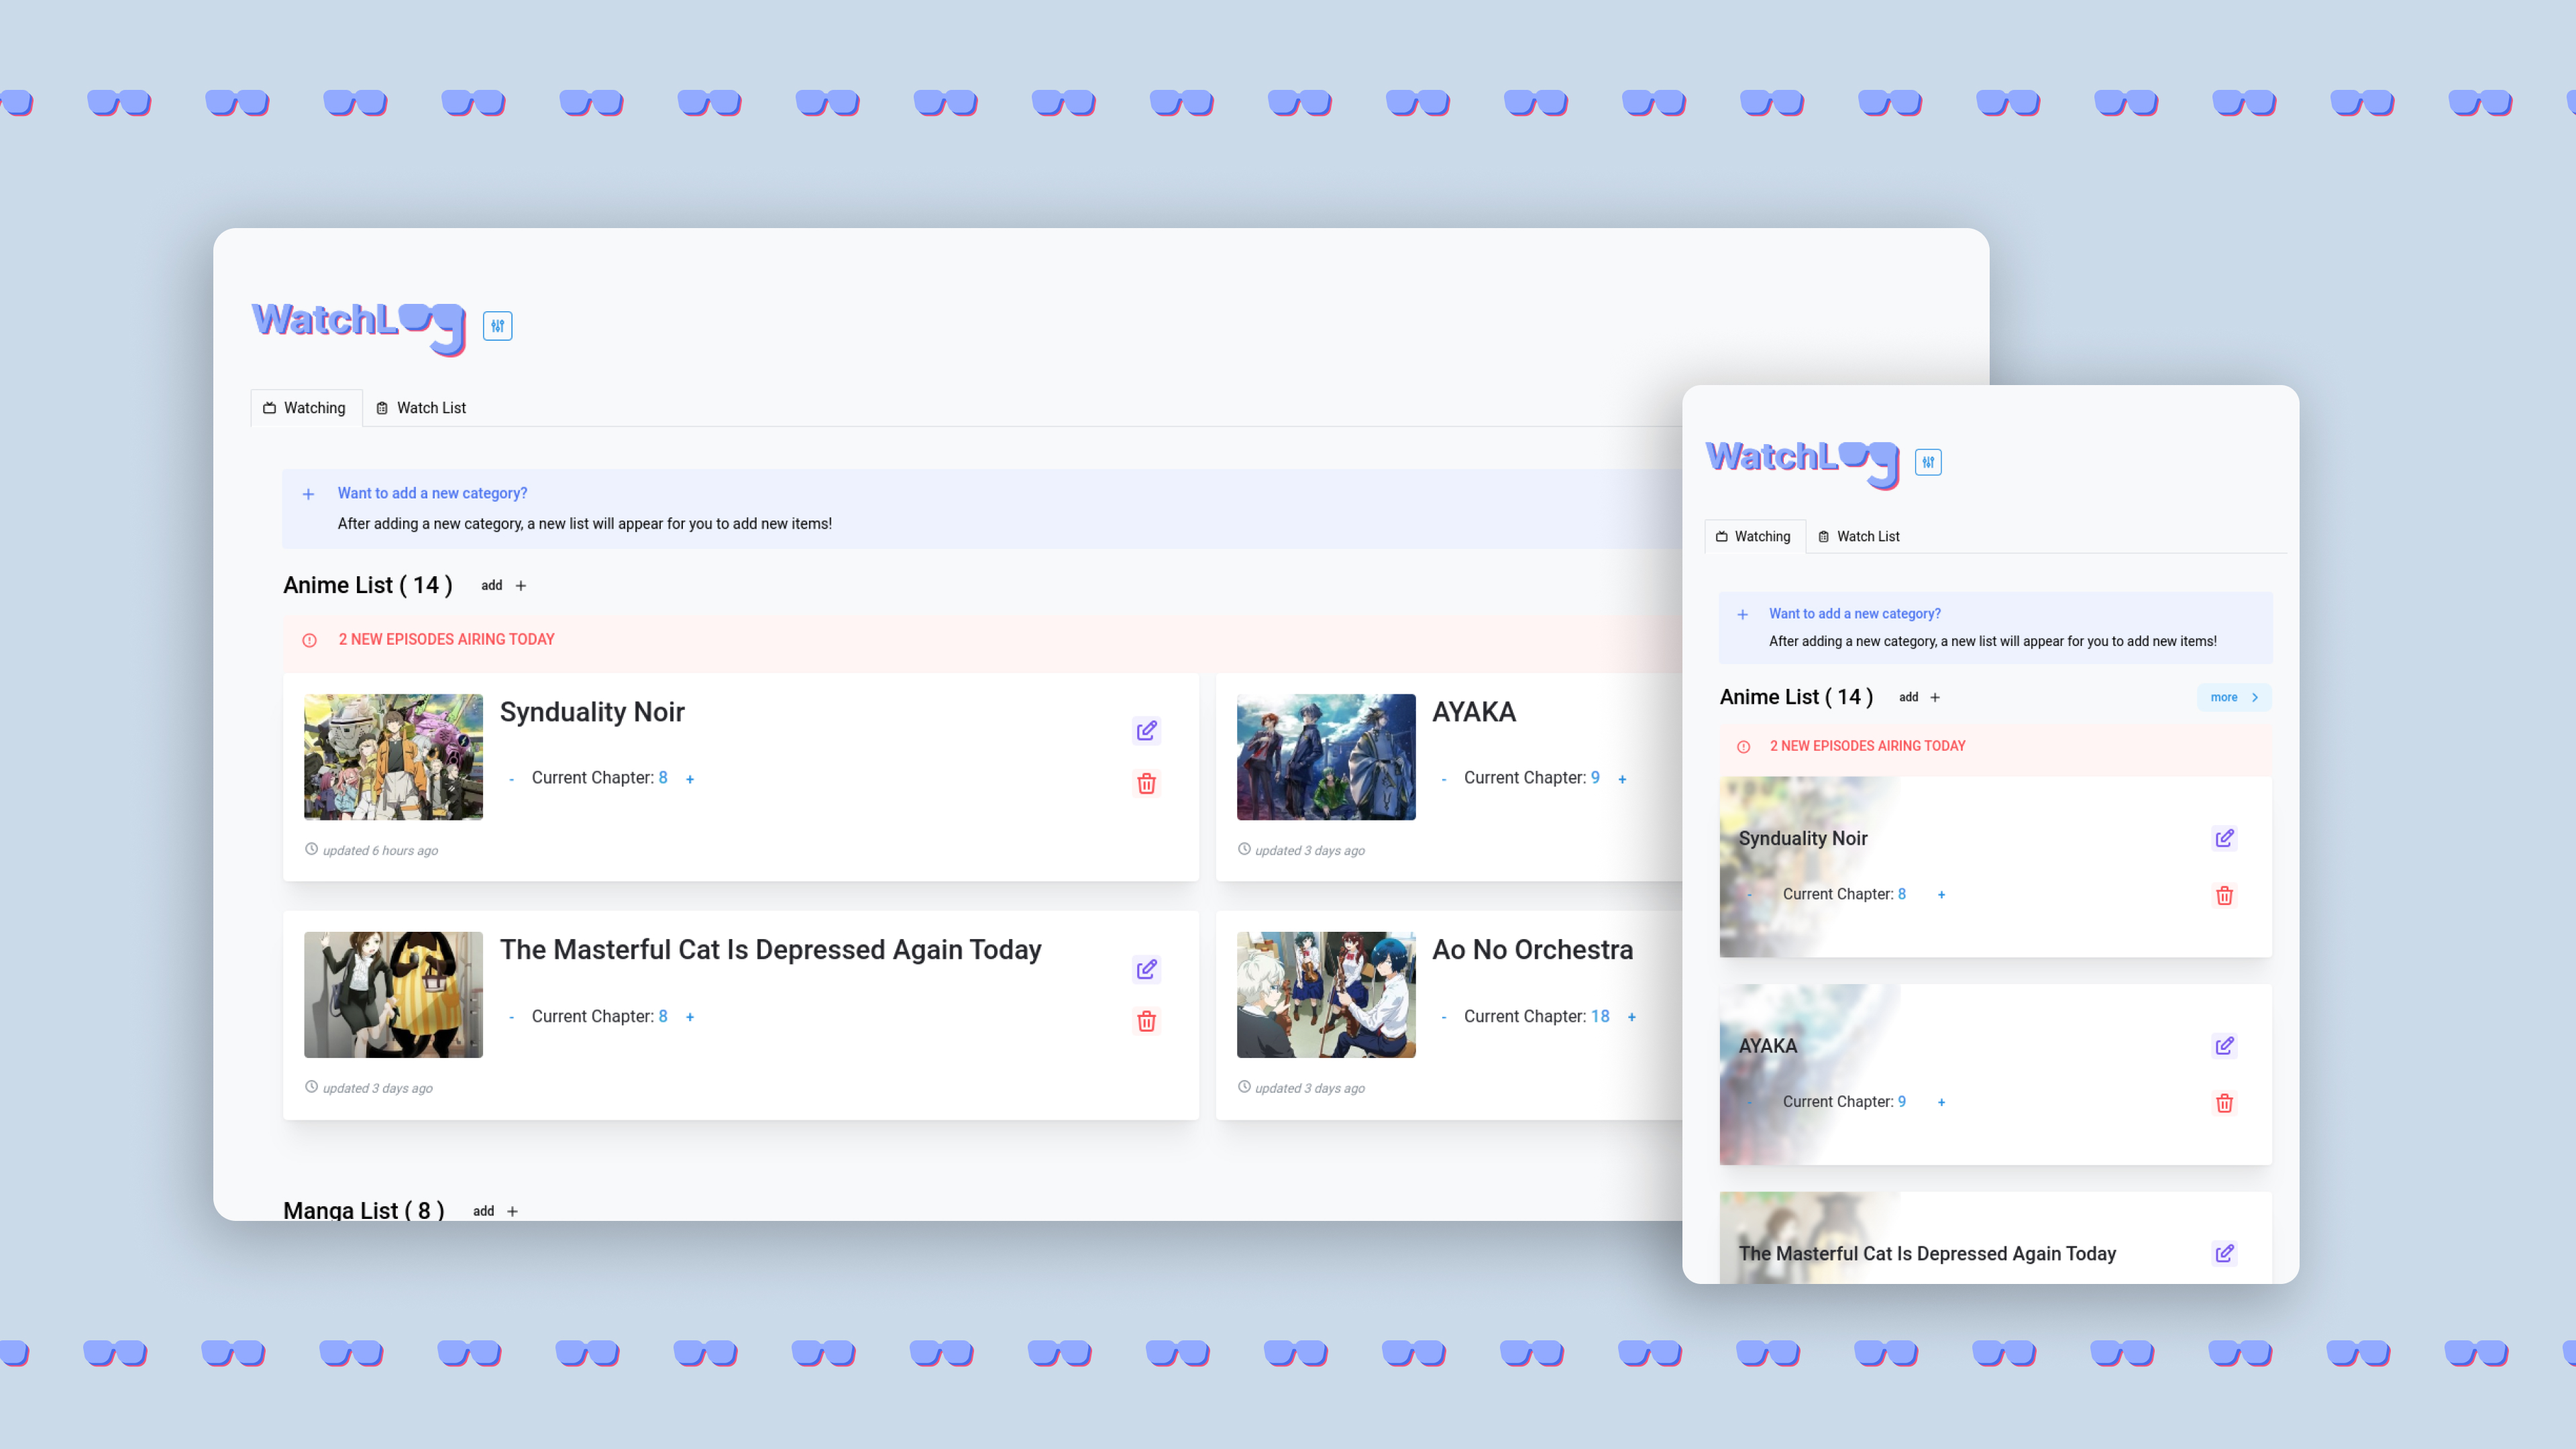 WatchLog
Watching
Watch List
Want to add a new category?
After adding a new category, a new list will appear for you to add new items!
Anime List ( 14 )
add +
2 NEW EPISODES AIRING TODAY
Synduality Noir
- Current Chapter: 8 +
updated 6 hours ago
AYAKA
- Current Chapter: 9 +
updated 3 days ago
The Masterful Cat Is Depressed Again Today
- Current Chapter: 8 +
updated 3 days ago
Ao No Orchestra
- Current Chapter: 18 +
updated 3 days ago
Manga List ( 8 )
add +
WatchLog
Watching
Watch List
Want to add a new category?
After adding a new category, a new list will appear for you to add new items!
Anime List ( 14 )
add +
more >
2 NEW EPISODES AIRING TODAY
Synduality Noir
- Current Chapter: 8 +
AYAKA
- Current Chapter: 9 +
The Masterful Cat Is Depressed Again Today